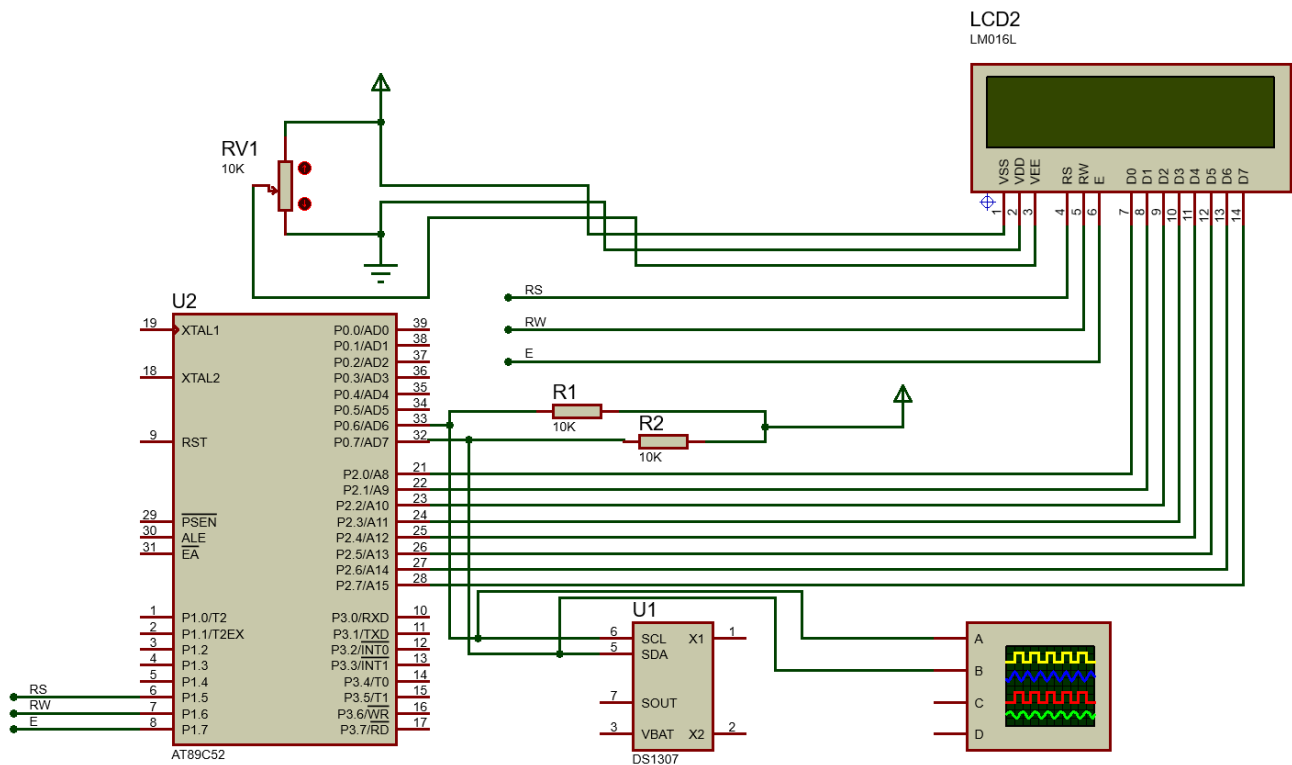 LCD2
LM016L
VSS
VDD
VEE
RS
RW
E
D0
D1
D2
D3
D4
D5
D6
D7
1
2
3
4
5
6
7
8
9
10
11
12
13
14
RV1
10K
RS
RW
E
U2
19 XTAL1
18 XTAL2
9 RST
29 PSEN
30 ALE
31 EA
1 P1.0/T2
2 P1.1/T2EX
3 P1.2
4 P1.3
5 P1.4
RS 6 P1.5
RW 7 P1.6
E 8 P1.7
P0.0/AD0 39
P0.1/AD1 38
P0.2/AD2 37
P0.3/AD3 36
P0.4/AD4 35
P0.5/AD5 34
P0.6/AD6 33
P0.7/AD7 32
P2.0/A8 21
P2.1/A9 22
P2.2/A10 23
P2.3/A11 24
P2.4/A12 25
P2.5/A13 26
P2.6/A14 27
P2.7/A15 28
P3.0/RXD 10
P3.1/TXD 11
P3.2/INT0 12
P3.3/INT1 13
P3.4/T0 14
P3.5/T1 15
P3.6/WR 16
P3.7/RD 17
AT89C52
R1
10K
R2
10K
U1
6 SCL X1 1
5 SDA
7 SOUT
3 VBAT X2 2
DS1307
A
B
C
D